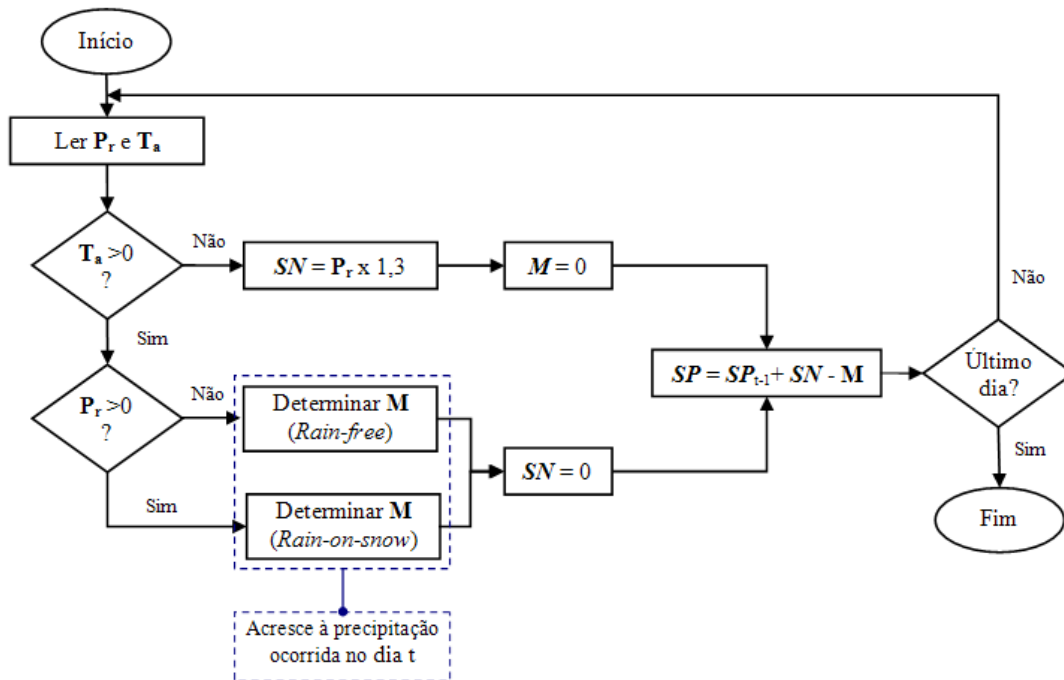 Início
Ler Pr e Ta
Ta >0
?
Não
SN = Pr x 1,3
M = 0
Sim
Pr >0
?
Não
Determinar M
(Rain-free)
Sim
Determinar M
(Rain-on-snow)
SN = 0
SP = SPt-1+ SN - M
Último
dia?
Não
Sim
Fim
Acresce à precipitação
ocorrida no dia t